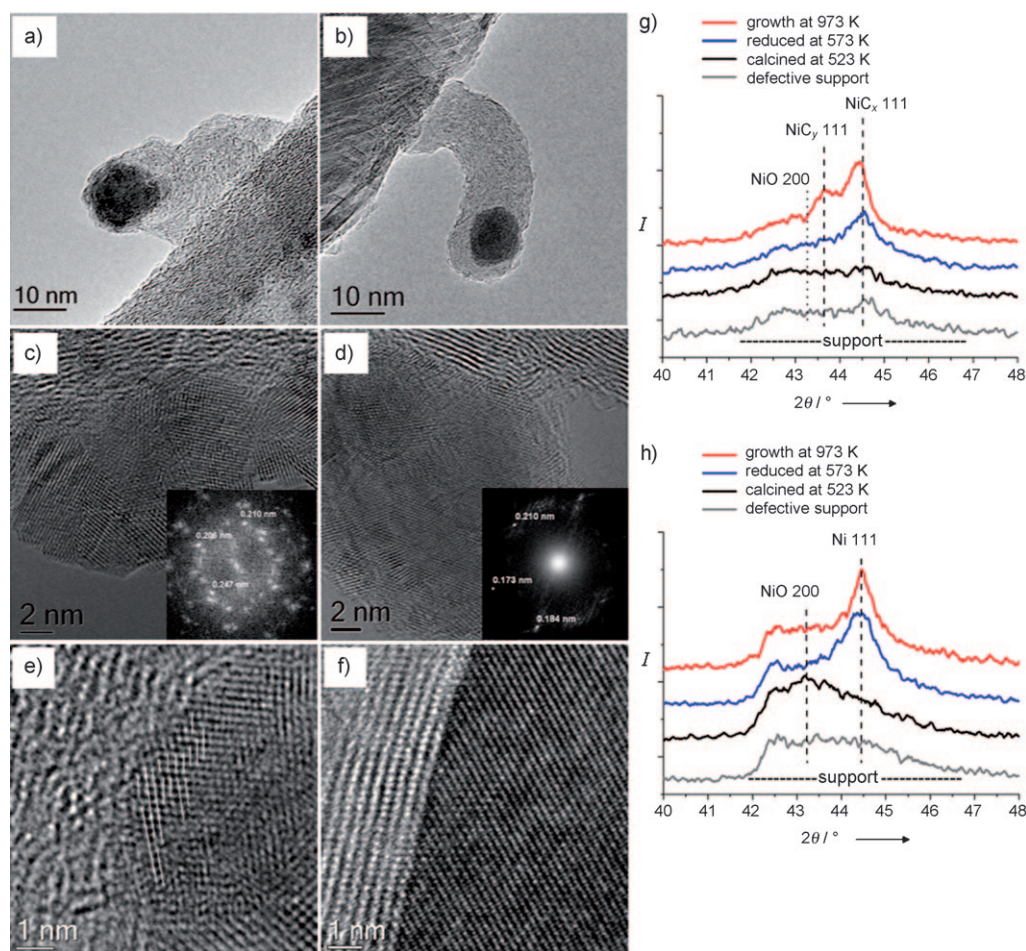 a)
10 nm
b)
10 nm
c)
0.210 nm
0.206 nm
0.247 nm
2 nm
d)
0.210 nm
0.173 nm
0.184 nm
2 nm
e)
1 nm
f)
1 nm
g)
growth at 973 K
reduced at 573 K
calcined at 523 K
defective support
NiCₓ 111
NiCᵧ 111
NiO 200
I
support
40 41 42 43 44 45 46 47 48
2θ / °
h)
growth at 973 K
reduced at 573 K
calcined at 523 K
defective support
Ni 111
NiO 200
I
support
40 41 42 43 44 45 46 47 48
2θ / °